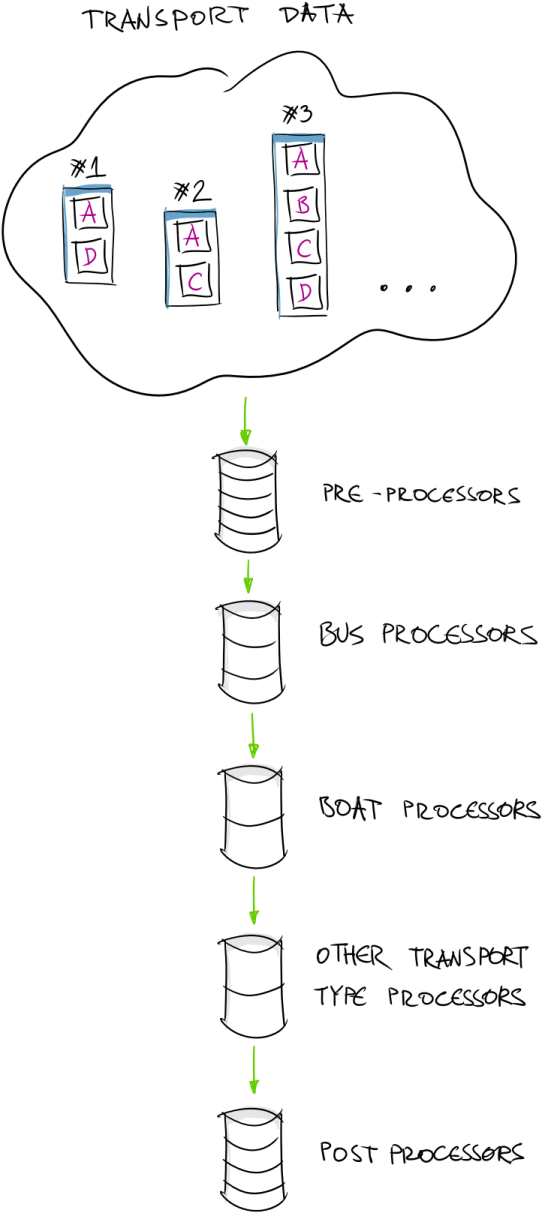 TRANSPORT DATA
#3
#1
#2
A
D
A
C
A
B
C
D
...
PRE-PROCESSORS
BUS PROCESSORS
BOAT PROCESSORS
OTHER TRANSPORT
TYPE PROCESSORS
POST PROCESSORS